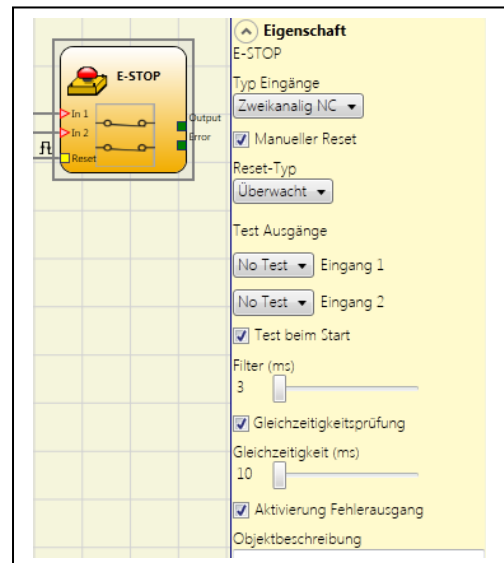 E-STOP
In 1
In 2
Reset
Output
Error
Eigenschaft
E-STOP
Typ Eingänge
Zweikanalig NC
Manueller Reset
Reset-Typ
Überwacht
Test Ausgänge
No Test Eingang 1
No Test Eingang 2
Test beim Start
Filter (ms)
3
Gleichzeitigkeitsprüfung
Gleichzeitigkeit (ms)
10
Aktivierung Fehlerausgang
Objektbeschreibung